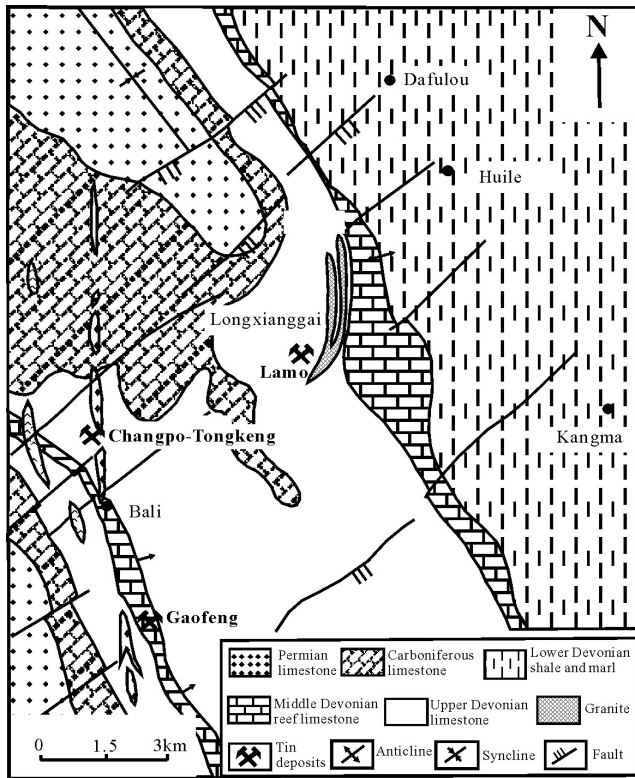 N
Dafulou
Huile
Longxianggai
Lamo
Changpo-Tongkeng
Kangma
Bali
Gaofeng
Permian
limestone
Carboniferous
limestone
Lower Devonian
shale and marl
Middle Devonian
reef limestone
Upper Devonian
limestone
Granite
Tin
deposits
Anticline
Syncline
Fault
0 1.5 3km